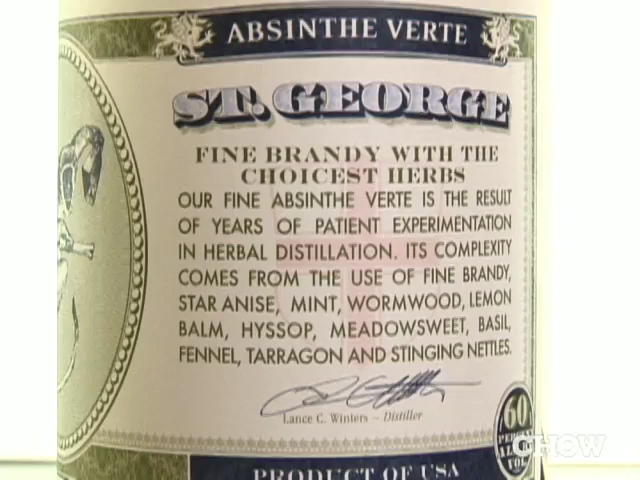 ABSINTHE VERTE
ST. GEORGE
FINE BRANDY WITH THE
CHOICEST HERBS
OUR FINE ABSINTHE VERTE IS THE RESULT
OF YEARS OF PATIENT EXPERIMENTATION
IN HERBAL DISTILLATION. ITS COMPLEXITY
COMES FROM THE USE OF FINE BRANDY,
STAR ANISE, MINT, WORMWOOD, LEMON
BALM, HYSSOP, MEADOWSWEET, BASIL,
FENNEL, TARRAGON AND STINGING NETTLES.
Lance C. Winters ~ Distiller
60
CHOW
PRODUCT OF USA